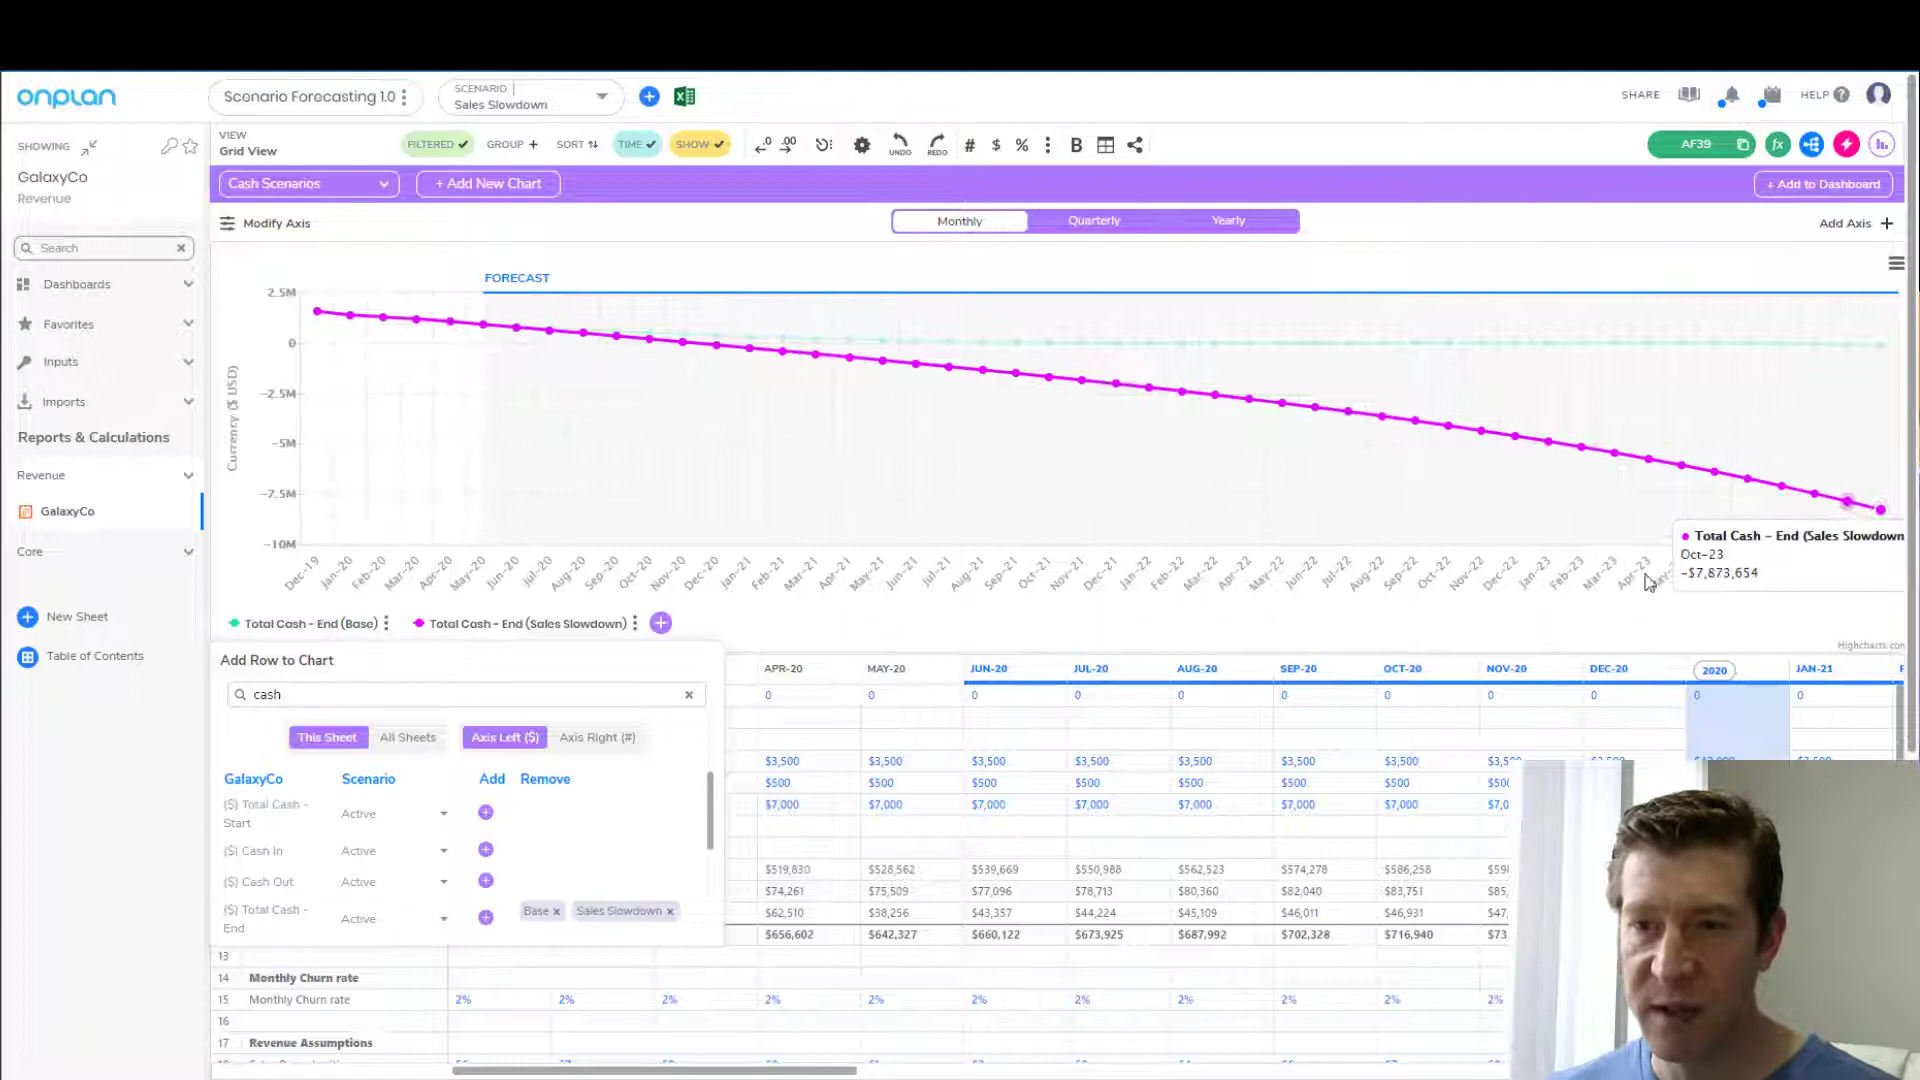 onplan
Scenario Forecasting 1.0
SCENARIO
Sales Slowdown
SHARE
HELP
SHOWING
GalaxyCo
Revenue
VIEW
Grid View
FILTERED
GROUP
SORT
TIME
SHOW
.0
.00
UNDO
REDO
# $ % B
AF39
fx
Cash Scenarios
+ Add New Chart
+ Add to Dashboard
Modify Axis
Monthly
Quarterly
Yearly
Add Axis +
Search
Dashboards
Favorites
Inputs
Imports
Reports & Calculations
Revenue
GalaxyCo
Core
New Sheet
Table of Contents
FORECAST
Currency ($ USD)
2.5M
0
-2.5M
-5M
-7.5M
-10M
Dec-19 Jan-20 Feb-20 Mar-20 Apr-20 May-20 Jun-20 Jul-20 Aug-20 Sep-20 Oct-20 Nov-20 Dec-20 Jan-21 Feb-21 Mar-21 Apr-21 May-21 Jun-21 Jul-21 Aug-21 Sep-21 Oct-21 Nov-21 Dec-21 Jan-22 Feb-22 Mar-22 Apr-22 May-22 Jun-22 Jul-22 Aug-22 Sep-22 Oct-22 Nov-22 Dec-22 Jan-23 Feb-23 Mar-23 Apr-23
Total Cash - End (Sales Slowdown
Oct-23
-$7,873,654
Total Cash - End (Base)
Total Cash - End (Sales Slowdown)
Highcharts.com
Add Row to Chart
cash
This Sheet
All Sheets
Axis Left ($)
Axis Right (#)
GalaxyCo Scenario Add Remove
($) Total Cash -
Start
Active
($) Cash In
Active
($) Cash Out
Active
($) Total Cash -
End
Active
Base
Sales Slowdown
APR-20 MAY-20 JUN-20 JUL-20 AUG-20 SEP-20 OCT-20 NOV-20 DEC-20 2020 JAN-21
0 0 0 0 0 0 0 0 0 0 0
$3,500 $3,500 $3,500 $3,500 $3,500 $3,500 $3,500
$500 $500 $500 $500 $500 $500 $500 $500
$7,000 $7,000 $7,000 $7,000 $7,000 $7,000 $7,000
$519,830 $528,562 $539,669 $550,988 $562,523 $574,278 $586,258
$74,261 $75,509 $77,096 $78,713 $80,360 $82,040 $83,751
$62,510 $38,256 $43,357 $44,224 $45,109 $46,011 $46,931
$656,602 $642,327 $660,122 $673,925 $687,992 $702,328 $716,940
13
14 Monthly Churn rate
15 Monthly Churn rate 2% 2% 2% 2% 2% 2% 2% 2% 2% 2% 2%
16
17 Revenue Assumptions